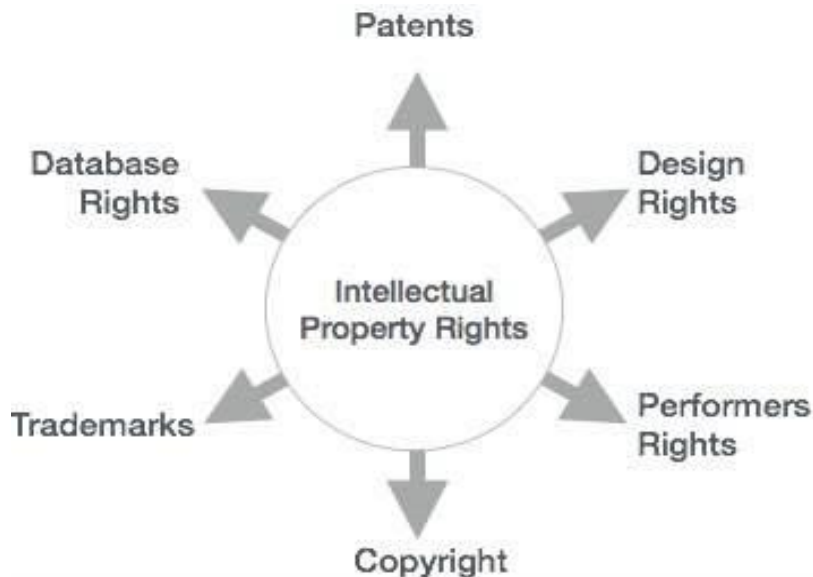 Patents
Database
Rights
Design
Rights
Intellectual
Property Rights
Trademarks
Performers
Rights
Copyright